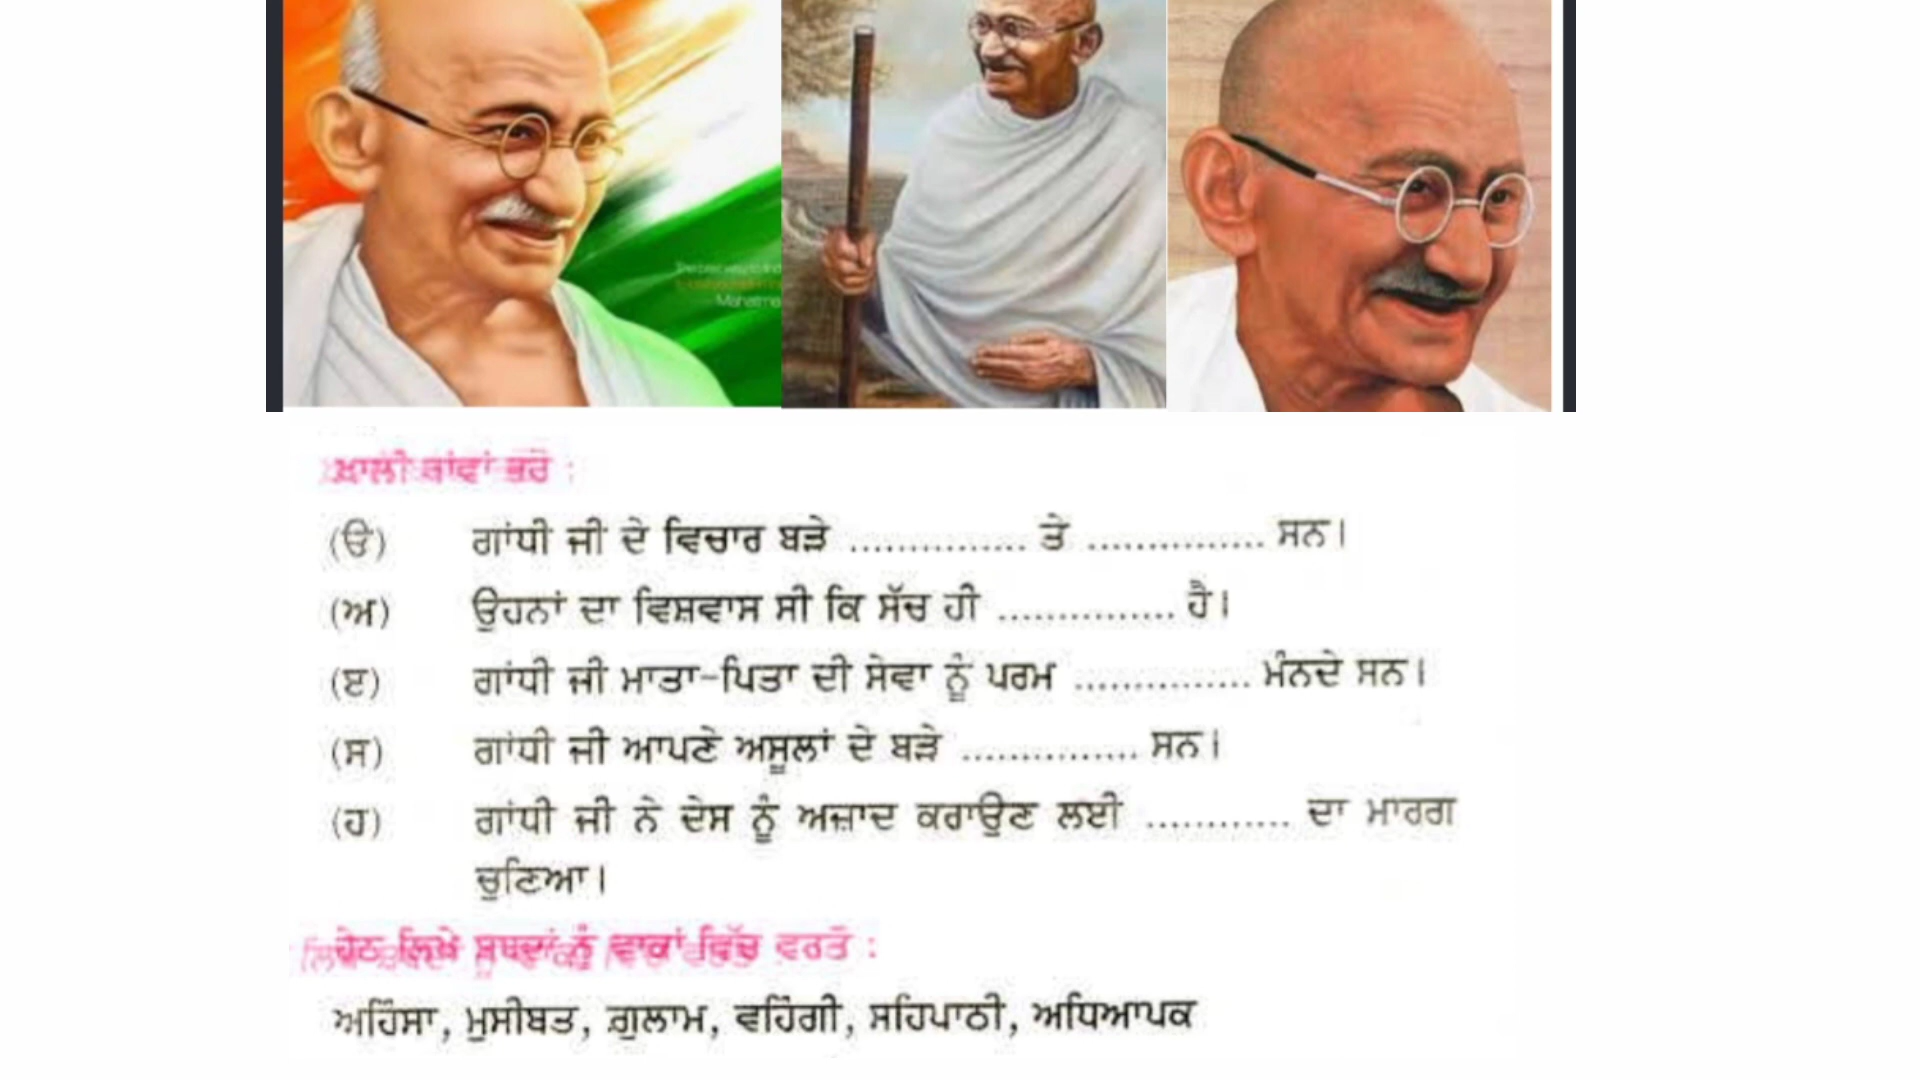 Mahatma
ਖ਼ਾਲੀ ਥਾਂਵਾਂ ਭਰੋ :
(ੳ) ਗਾਂਧੀ ਜੀ ਦੇ ਵਿਚਾਰ ਬੜੇ ............... ਤੇ ............... ਸਨ।
(ਅ) ਉਹਨਾਂ ਦਾ ਵਿਸ਼ਵਾਸ ਸੀ ਕਿ ਸੱਚ ਹੀ ............... ਹੈ।
(ੲ) ਗਾਂਧੀ ਜੀ ਮਾਤਾ-ਪਿਤਾ ਦੀ ਸੇਵਾ ਨੂੰ ਪਰਮ ............... ਮੰਨਦੇ ਸਨ।
(ਸ) ਗਾਂਧੀ ਜੀ ਆਪਣੇ ਅਸੂਲਾਂ ਦੇ ਬੜੇ ............... ਸਨ।
(ਹ) ਗਾਂਧੀ ਜੀ ਨੇ ਦੇਸ ਨੂੰ ਅਜ਼ਾਦ ਕਰਾਉਣ ਲਈ ............ ਦਾ ਮਾਰਗ
ਚੁਣਿਆ।
ਹੇਠ ਲਿਖੇ ਸ਼ਬਦਾਂ ਨੂੰ ਵਾਕਾਂ ਵਿੱਚ ਵਰਤੋ :
ਅਹਿੰਸਾ, ਮੁਸੀਬਤ, ਗ਼ੁਲਾਮ, ਵਹਿੰਗੀ, ਸਹਿਪਾਠੀ, ਅਧਿਆਪਕ